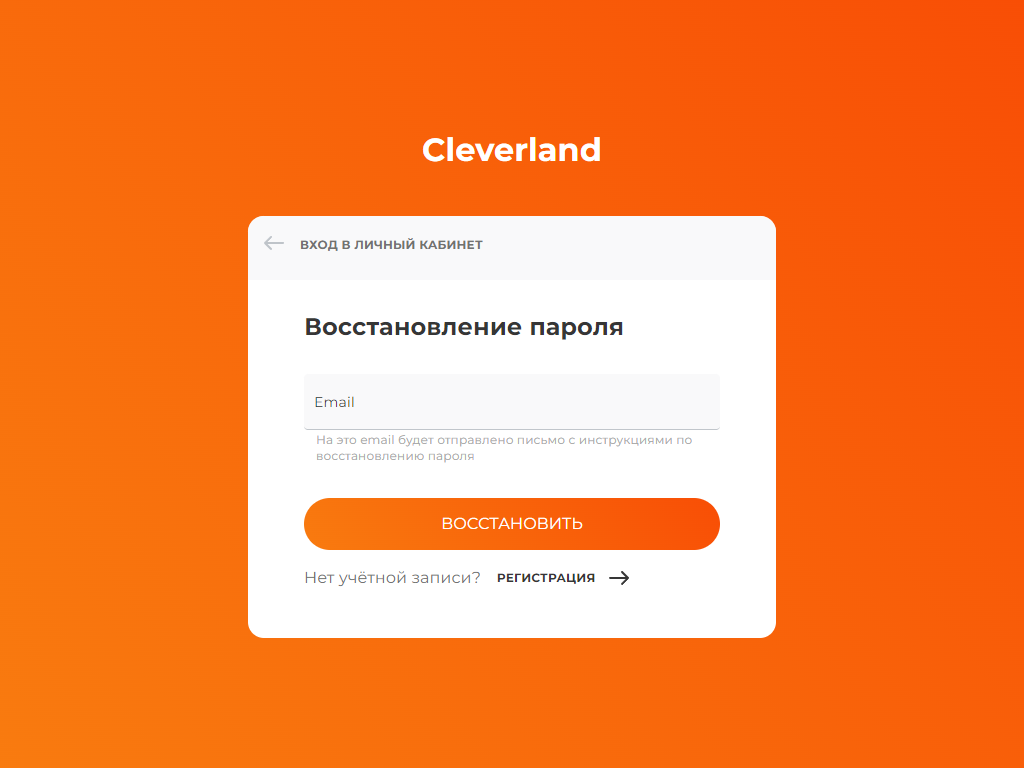 Cleverland
ВХОД В ЛИЧНЫЙ КАБИНЕТ
Восстановление пароля
Email
На это email будет отправлено письмо с инструкциями по
восстановлению пароля
ВОССТАНОВИТЬ
Нет учётной записи? РЕГИСТРАЦИЯ